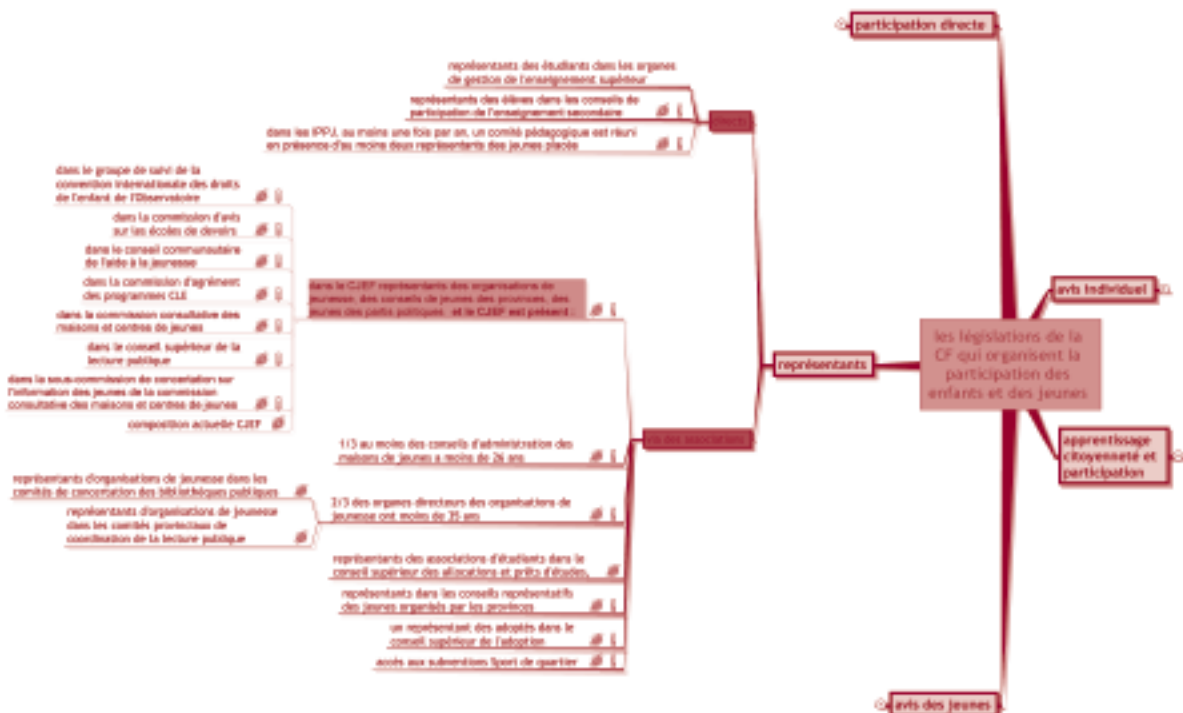 participation directe
représentants des étudiants dans les organes
de gestion de l'enseignement supérieur
représentants des élèves dans les conseils de
participation de l'enseignement secondaire
directs
dans les IPPJ, au moins une fois par an, un comité pédagogique est réuni
en présence d'au moins deux représentants des jeunes placés
dans le groupe de suivi de la
convention internationale des droits
de l'enfant de l'Observatoire
dans la commission d'avis
sur les écoles de devoirs
dans le conseil communautaire
de l'aide à la jeunesse
dans la commission d'agrément
des programmes CLE
dans la commission consultative des
maisons et centres de jeunes
dans le conseil supérieur de la
lecture publique
dans la sous-commission de concertation sur
l'information des jeunes de la commission
consultative des maisons et centres de jeunes
composition actuelle CJEF
dans le CJEF représentants des organisations de
jeunesse, des conseils de jeunes des provinces, des
jeunes des partis politiques et le CJEF est présent :
avis individuel
les législations de la
CF qui organisent la
participation des
enfants et des jeunes
représentants
apprentissage
citoyenneté et
participation
via des associations
1/3 au moins des conseils d'administration des
maisons de jeunes a moins de 26 ans
représentants d'organisations de jeunesse dans les
comités de concertation des bibliothèques publiques
représentants d'organisations de jeunesse
dans les comités provinciaux de
coordination de la lecture publique
2/3 des organes directeurs des organisations de
jeunesse ont moins de 35 ans
représentants des associations d'étudiants dans le
conseil supérieur des allocations et prêts d'études.
représentants dans les conseils représentatifs
des jeunes organisés par les provinces
un représentant des adoptés dans le
conseil supérieur de l'adoption
accès aux subventions Sport de quartier
avis des jeunes